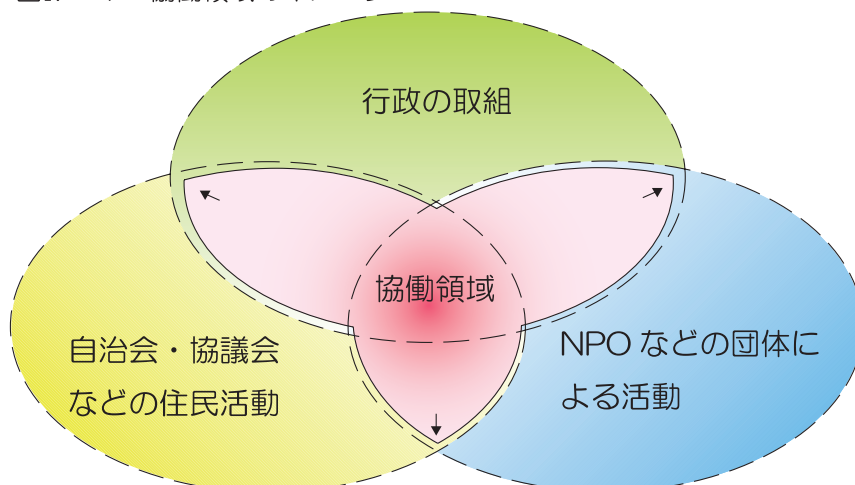 行政の取組
協働領域
自治会・協議会
などの住民活動
NPOなどの団体に
よる活動